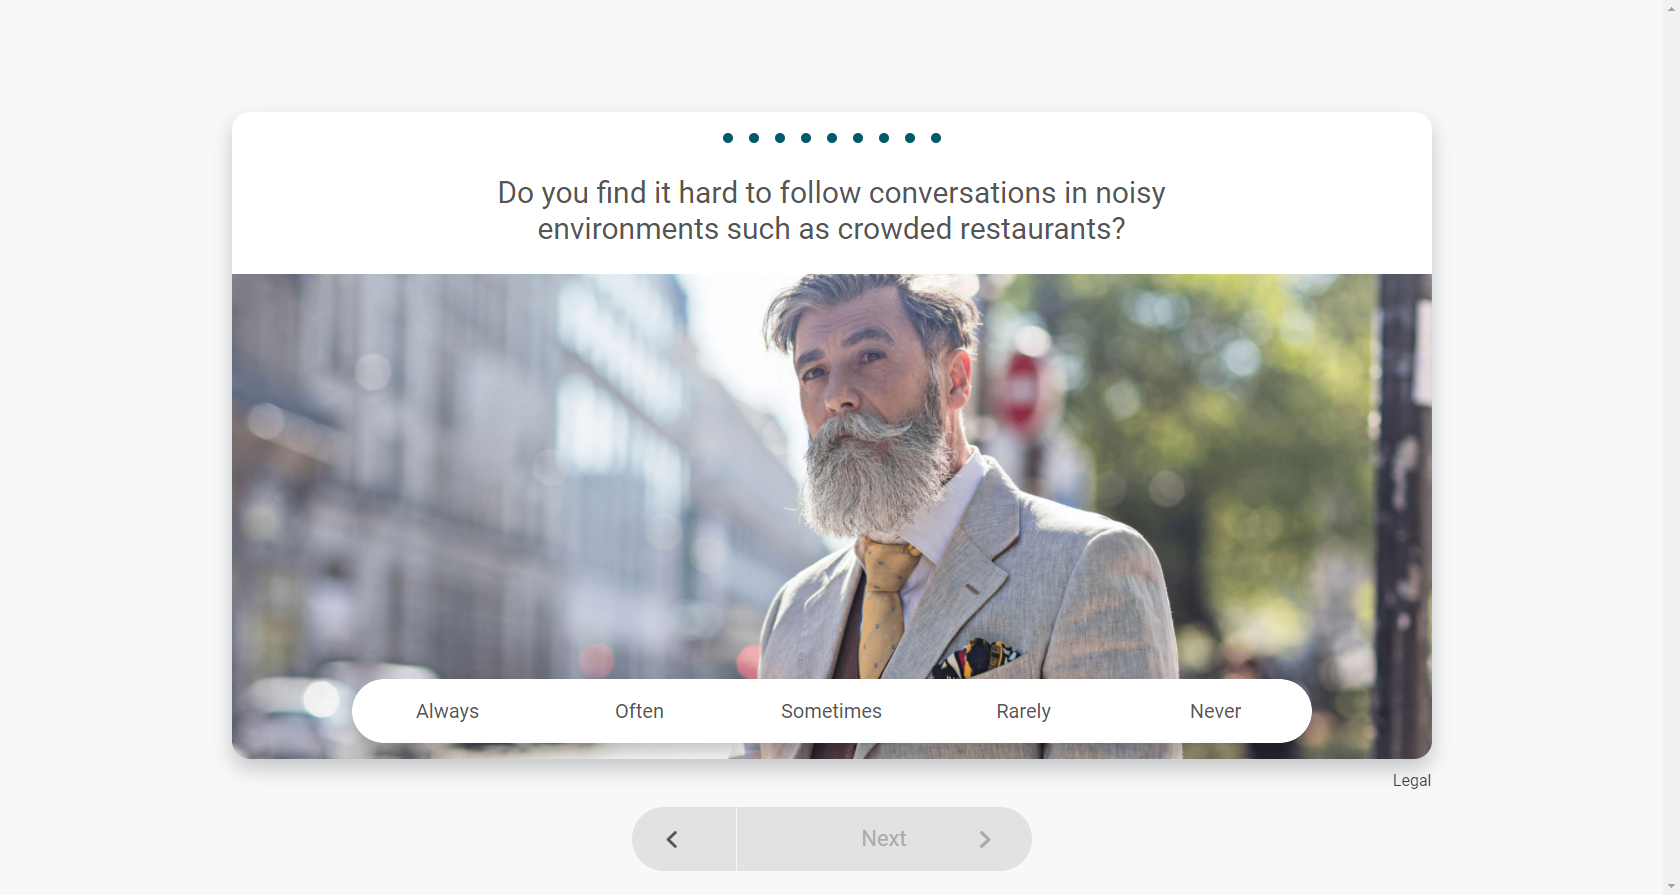 Do you find it hard to follow conversations in noisy
environments such as crowded restaurants?
Always Often Sometimes Rarely Never
Legal
Next